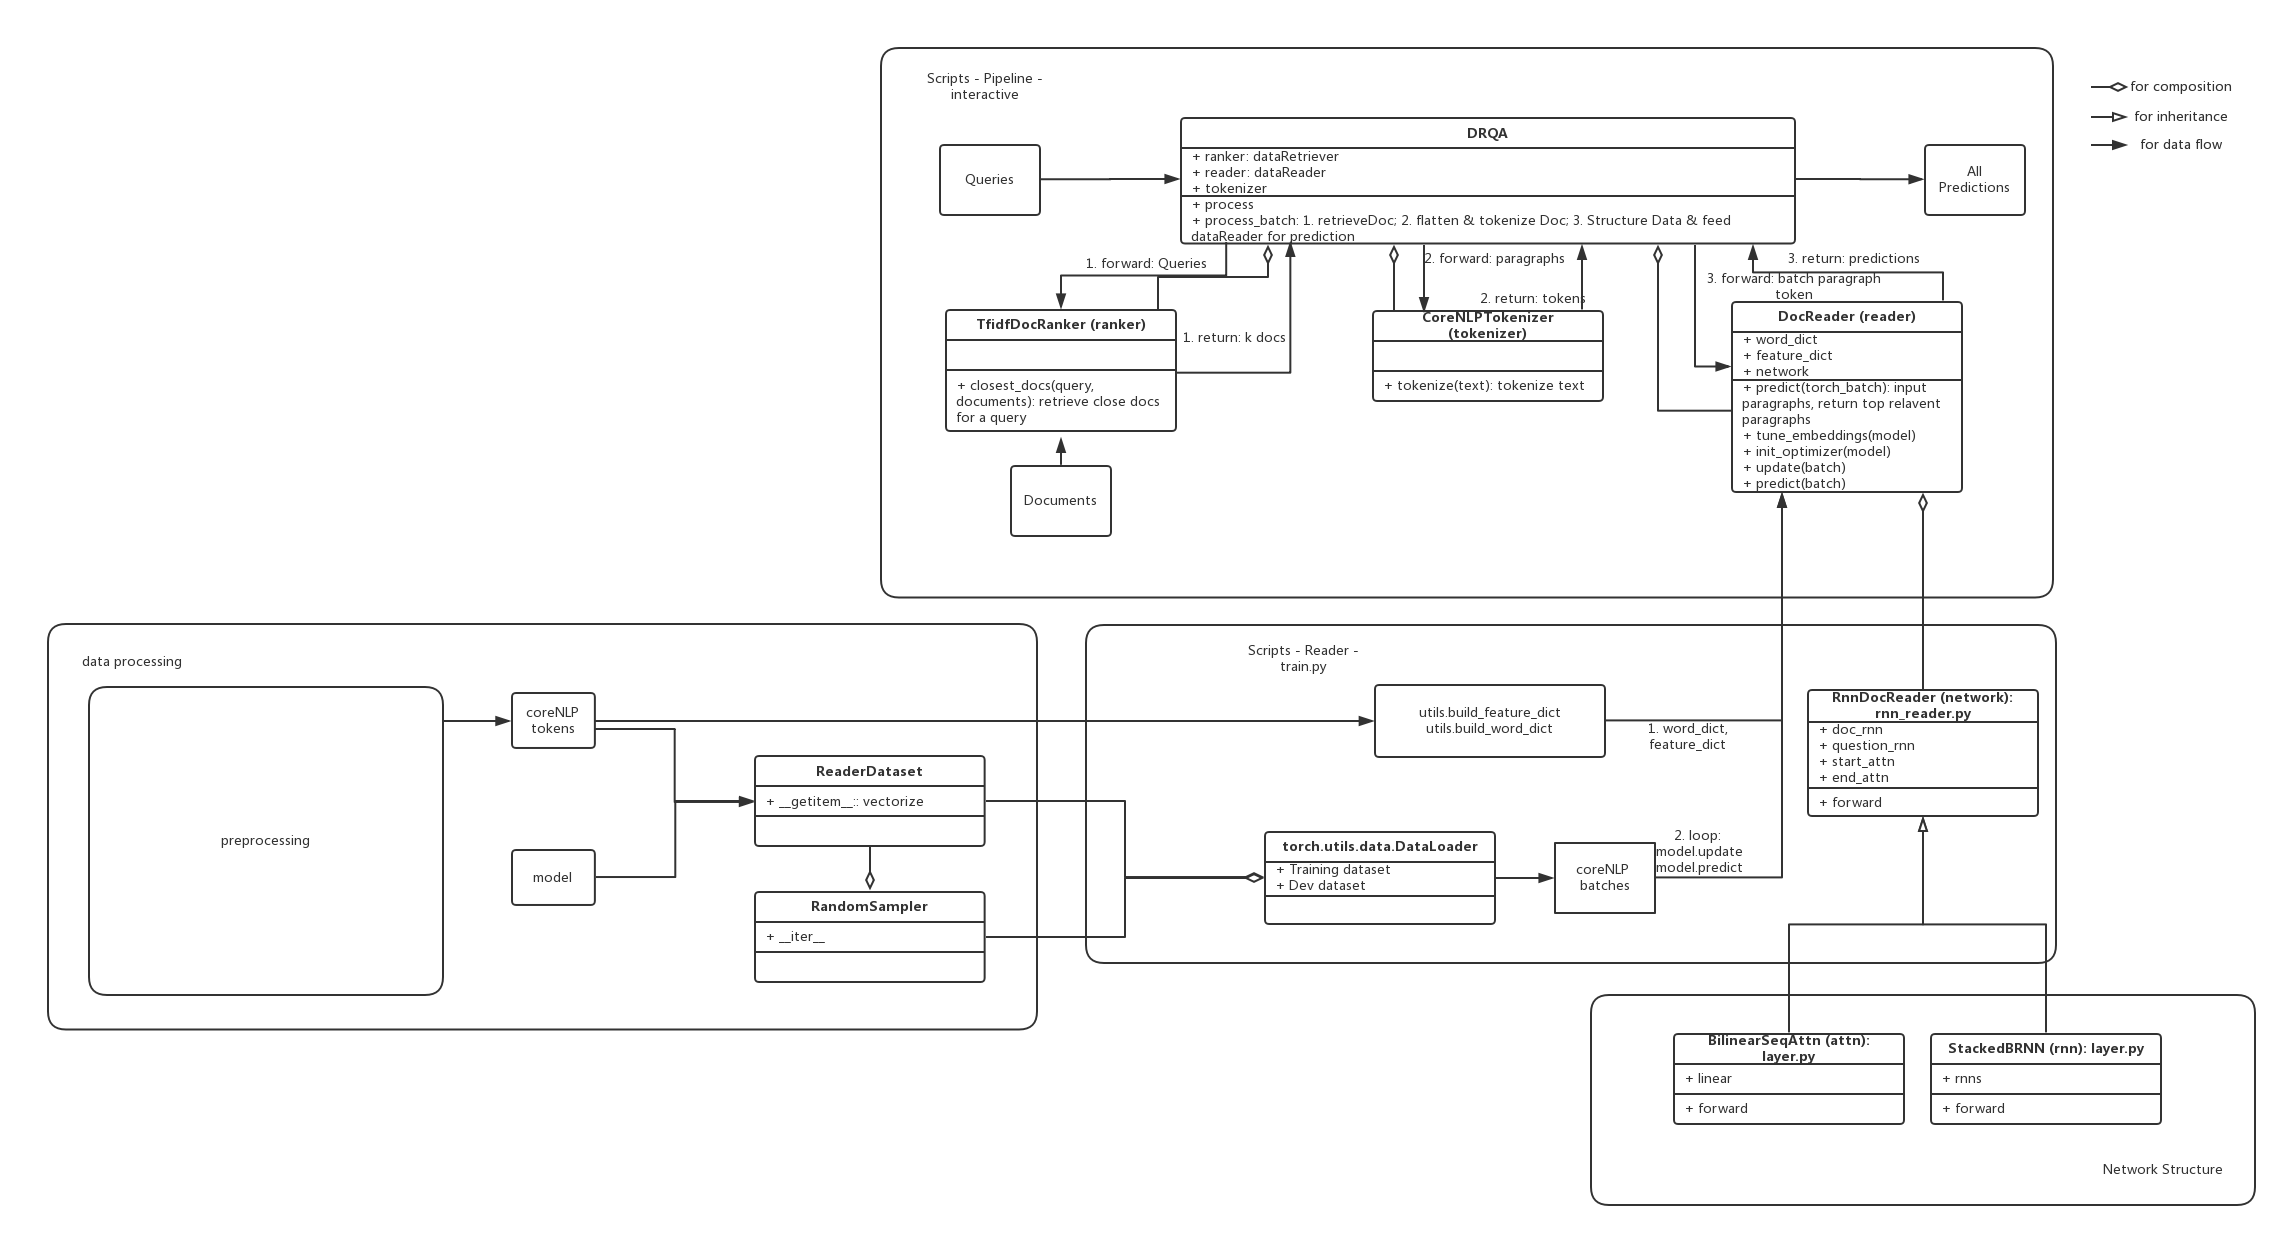 Scripts - Pipeline -
interactive
for composition
for inheritance
for data flow
DRQA
+ ranker: dataRetriever
+ reader: dataReader
+ tokenizer
+ process
+ process_batch: 1. retrieveDoc; 2. flatten & tokenize Doc; 3. Structure Data & feed
dataReader for prediction
Queries
All
Predictions
1. forward: Queries
2. forward: paragraphs
3. return: predictions
3. forward: batch paragraph
token
2. return: tokens
1. return: k docs
TfidfDocRanker (ranker)
+ closest_docs(query,
documents): retrieve close docs
for a query
CoreNLPTokenizer
(tokenizer)
+ tokenize(text): tokenize text
DocReader (reader)
+ word_dict
+ feature_dict
+ network
+ predict(torch_batch): input
paragraphs, return top relavent
paragraphs
+ tune_embeddings(model)
+ init_optimizer(model)
+ update(batch)
+ predict(batch)
Documents
data processing
preprocessing
coreNLP
tokens
model
ReaderDataset
+ __getitem__:: vectorize
RandomSampler
+ __iter__
Scripts - Reader -
train.py
utils.build_feature_dict
utils.build_word_dict
1. word_dict,
feature_dict
torch.utils.data.DataLoader
+ Training dataset
+ Dev dataset
coreNLP
batches
2. loop:
model.update
model.predict
RnnDocReader (network):
rnn_reader.py
+ doc_rnn
+ question_rnn
+ start_attn
+ end_attn
+ forward
BilinearSeqAttn (attn):
layer.py
+ linear
+ forward
StackedBRNN (rnn): layer.py
+ rnns
+ forward
Network Structure